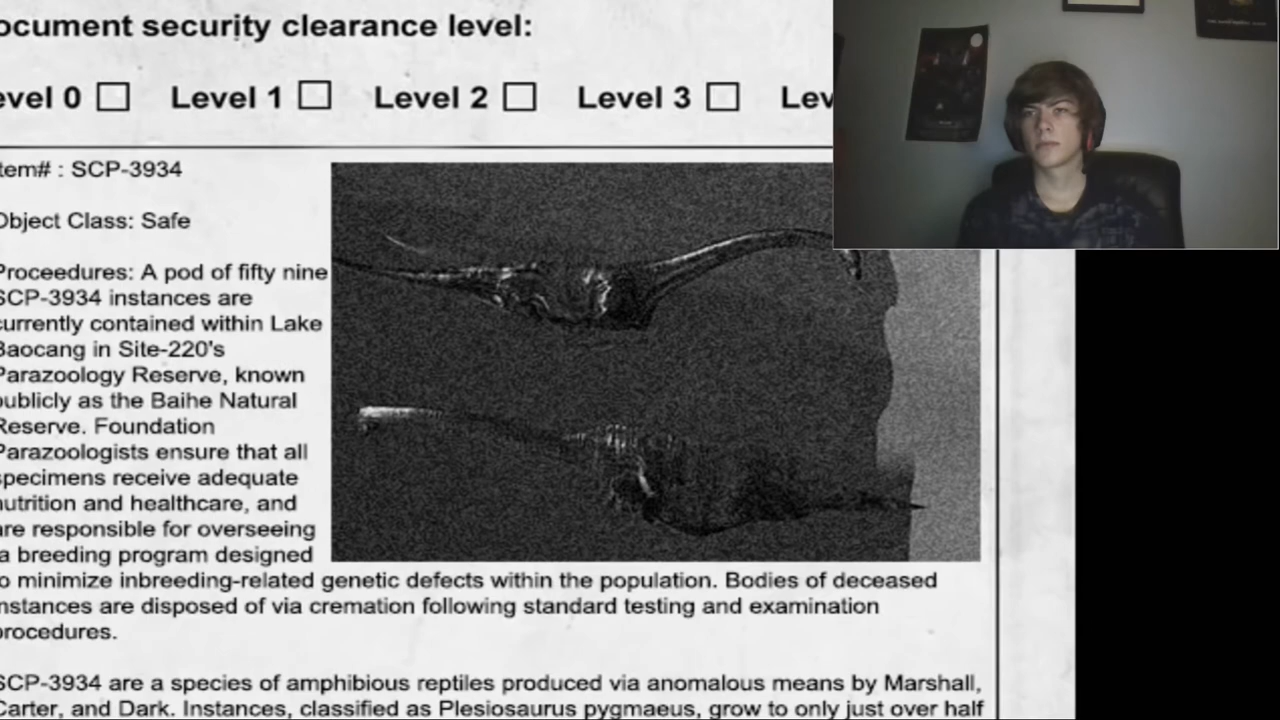 ocument security clearance level:
evel 0 Level 1 Level 2 Level 3 Lev
tem# : SCP-3934
Object Class: Safe
Proceedures: A pod of fifty nine
SCP-3934 instances are
currently contained within Lake
Baocang in Site-220's
Parazoology Reserve, known
publicly as the Baihe Natural
Reserve. Foundation
Parazoologists ensure that all
specimens receive adequate
nutrition and healthcare, and
are responsible for overseeing
a breeding program designed
o minimize inbreeding-related genetic defects within the population. Bodies of deceased
nstances are disposed of via cremation following standard testing and examination
procedures.
SCP-3934 are a species of amphibious reptiles produced via anomalous means by Marshall,
Carter, and Dark. Instances, classified as Plesiosaurus pygmaeus, grow to only just over half